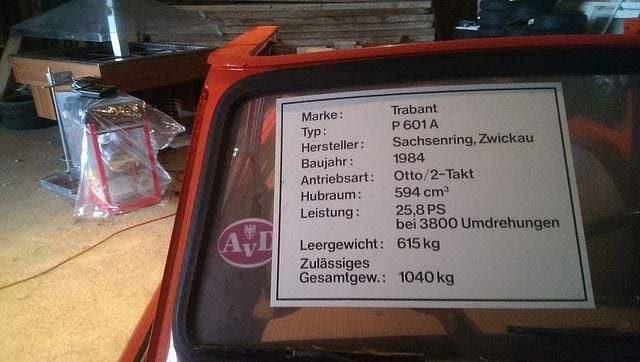 Marke: Trabant
Typ: P 601 A
Hersteller: Sachsenring, Zwickau
Baujahr: 1984
Antriebsart: Otto/2-Takt
Hubraum: 594 cm³
Leistung: 25,8 PS
bei 3800 Umdrehungen
Leergewicht: 615 kg
Zulässiges
Gesamtgew.: 1040 kg
AvD